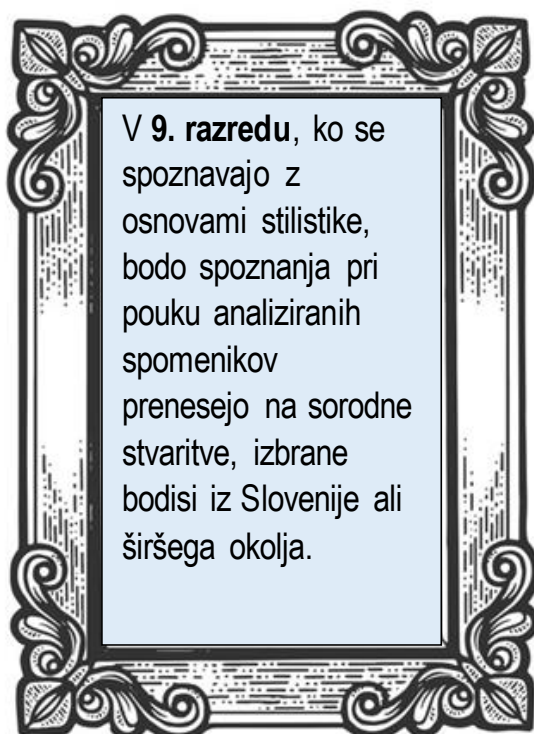 V 9. razredu, ko se
spoznavajo z
osnovami stilistike,
bodo spoznanja pri
pouku analiziranih
spomenikov
prenesejo na sorodne
stvaritve, izbrane
bodisi iz Slovenije ali
širšega okolja.